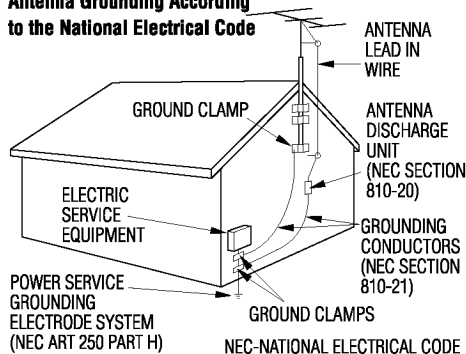 Antenna Grounding According
to the National Electrical Code
ANTENNA
LEAD IN
WIRE
GROUND CLAMP
ANTENNA
DISCHARGE
UNIT
(NEC SECTION
810-20)
ELECTRIC
SERVICE
EQUIPMENT
GROUNDING
CONDUCTORS
(NEC SECTION
810-21)
POWER SERVICE
GROUNDING
ELECTRODE SYSTEM
(NEC ART 250 PART H)
GROUND CLAMPS
NEC-NATIONAL ELECTRICAL CODE